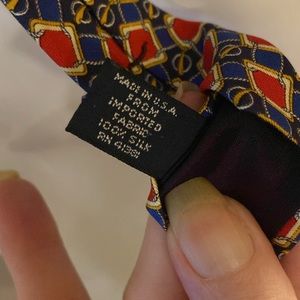 MADE IN U.S.A.
FROM
IMPORTED
FABRIC
100% SILK
RN 41381